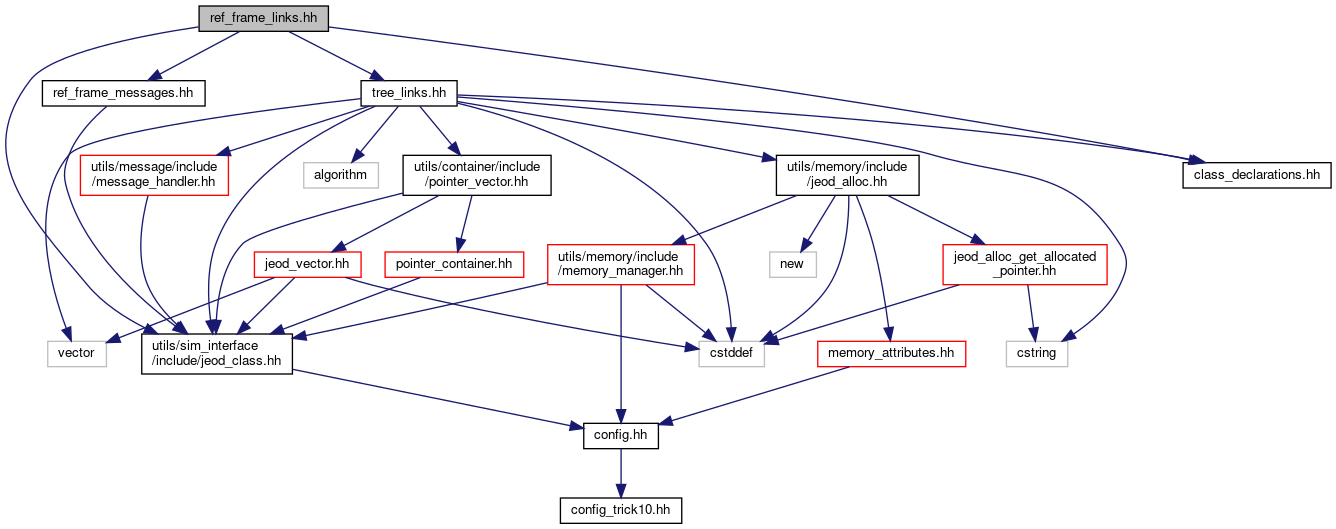 ref_frame_links.hh
ref_frame_messages.hh
tree_links.hh
utils/message/include
/message_handler.hh
algorithm
utils/container/include
/pointer_vector.hh
utils/memory/include
/jeod_alloc.hh
class_declarations.hh
jeod_vector.hh
pointer_container.hh
utils/memory/include
/memory_manager.hh
new
jeod_alloc_get_allocated
_pointer.hh
vector
utils/sim_interface
/include/jeod_class.hh
cstddef
memory_attributes.hh
cstring
config.hh
config_trick10.hh